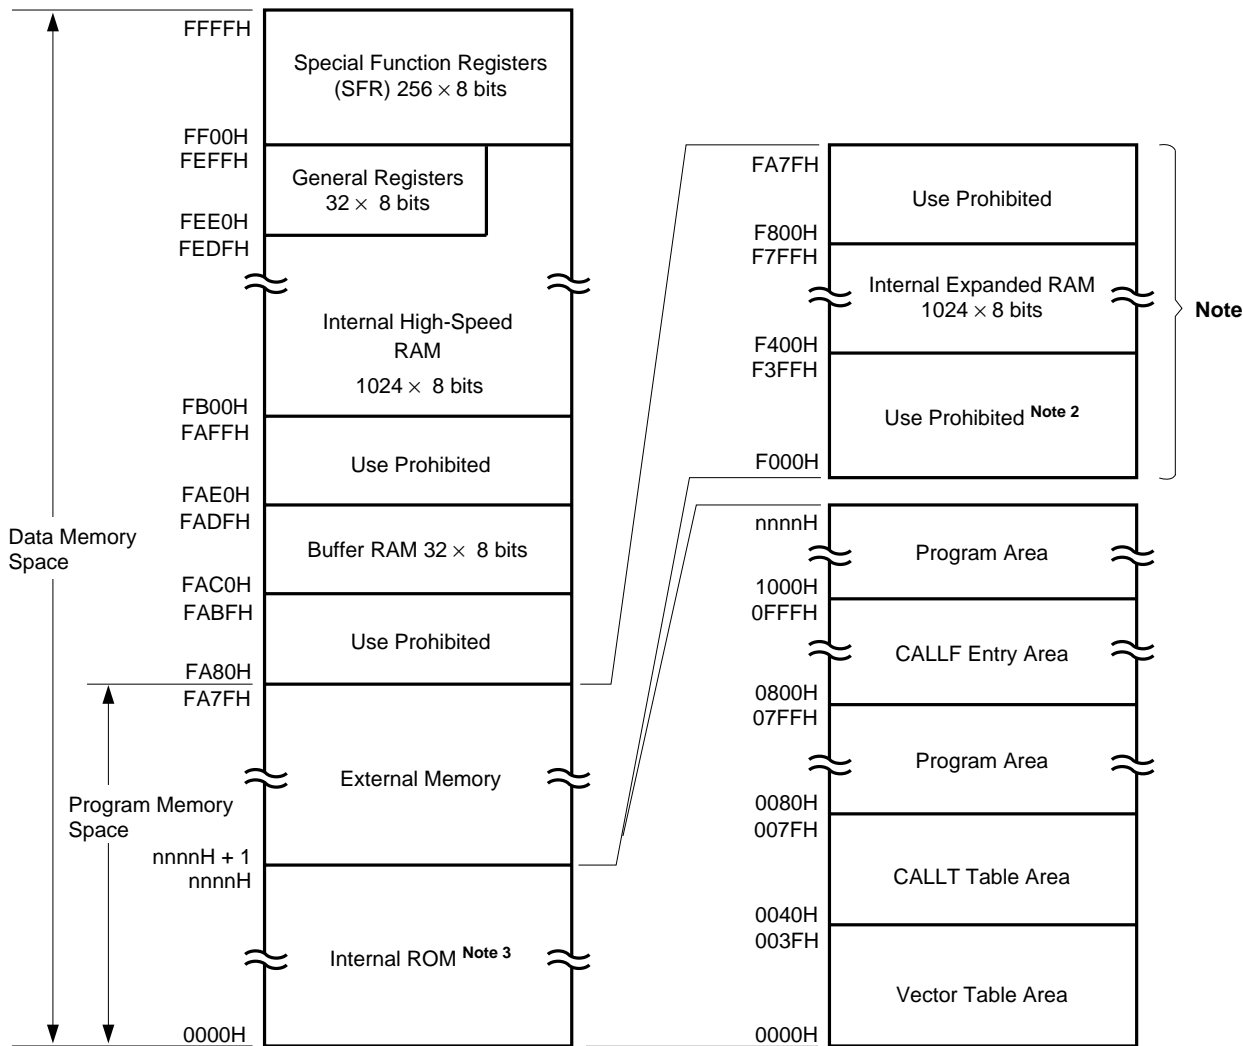 FFFFH
Special Function Registers
(SFR) 256 × 8 bits
FF00H
FEFFH
General Registers
32 × 8 bits
FEE0H
FEDFH
Internal High-Speed
RAM
1024 × 8 bits
FB00H
FAFFH
Use Prohibited
FAE0H
FADFH
Data Memory
Space
Buffer RAM 32 × 8 bits
FAC0H
FABFH
Use Prohibited
FA80H
FA7FH
External Memory
Program Memory
Space
nnnnH + 1
nnnnH
Internal ROM Note 3
0000H
FA7FH
Use Prohibited
F800H
F7FFH
Internal Expanded RAM
1024 × 8 bits
Note
F400H
F3FFH
Use Prohibited Note 2
F000H
nnnnH
Program Area
1000H
0FFFH
CALLF Entry Area
0800H
07FFH
Program Area
0080H
007FH
CALLT Table Area
0040H
003FH
Vector Table Area
0000H